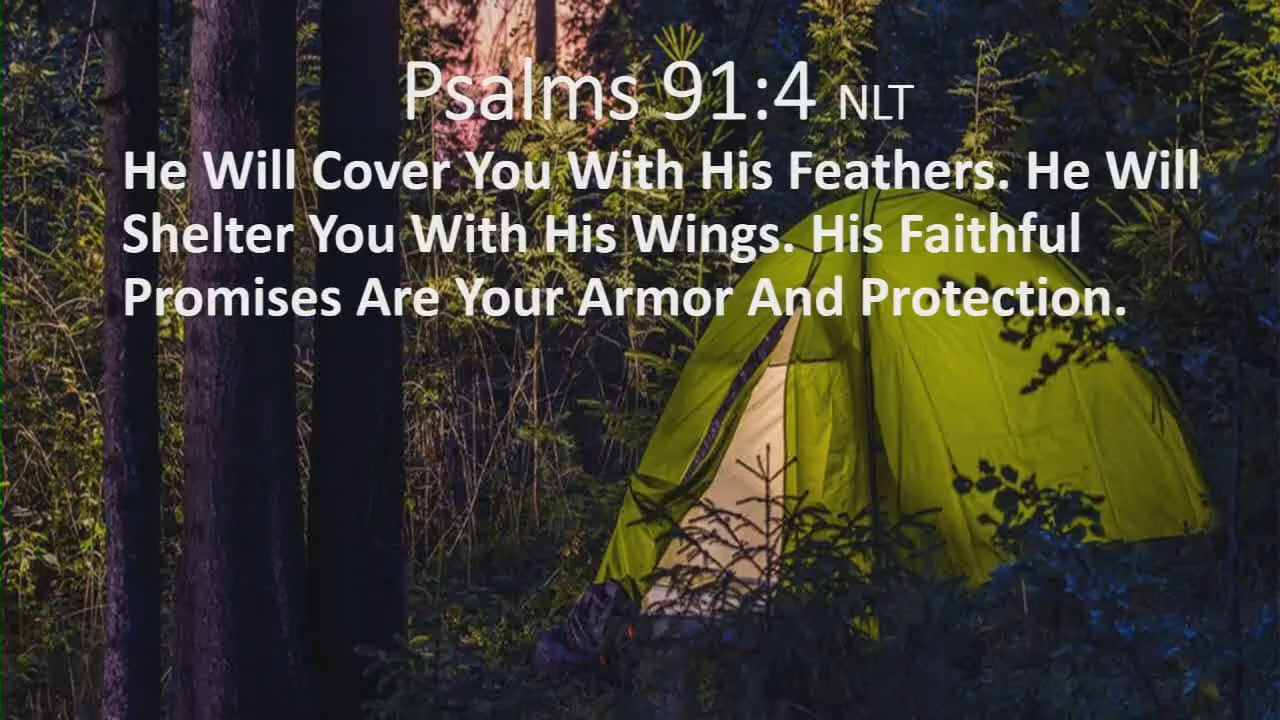 Psalms 91:4 NLT
He Will Cover You With His Feathers. He Will
Shelter You With His Wings. His Faithful
Promises Are Your Armor And Protection.